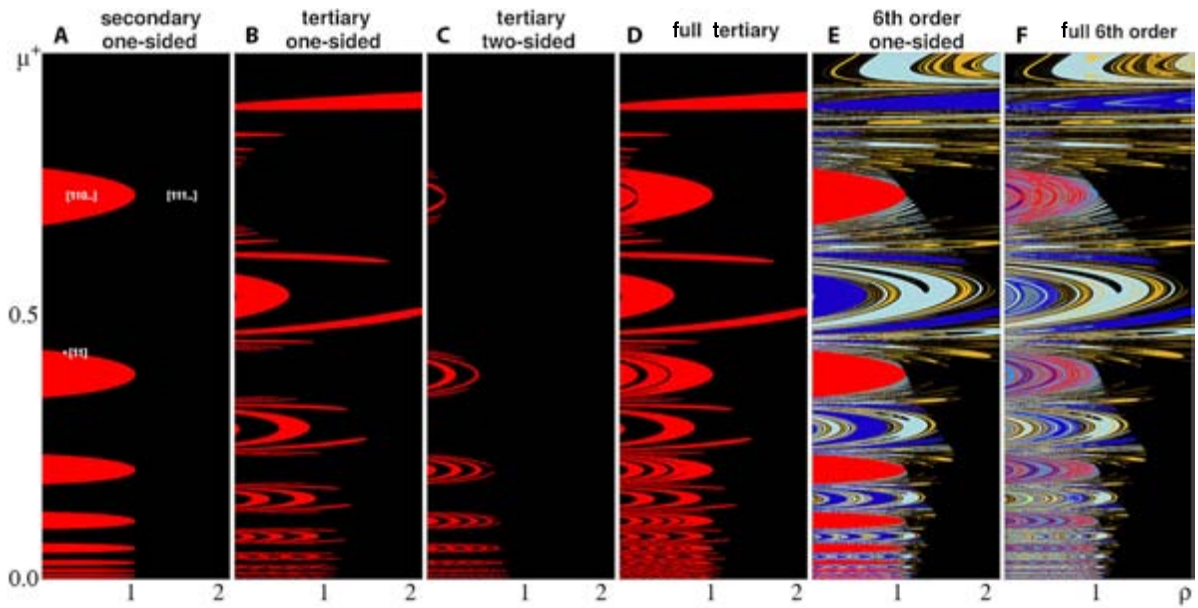 A secondary one-sided
B tertiary one-sided
C tertiary two-sided
D full tertiary
E 6th order one-sided
F full 6th order
μ+
[110..] [111..]
0.5
[11]
0.0
1 2 1 2 1 2 1 2 1 2 1 ρ